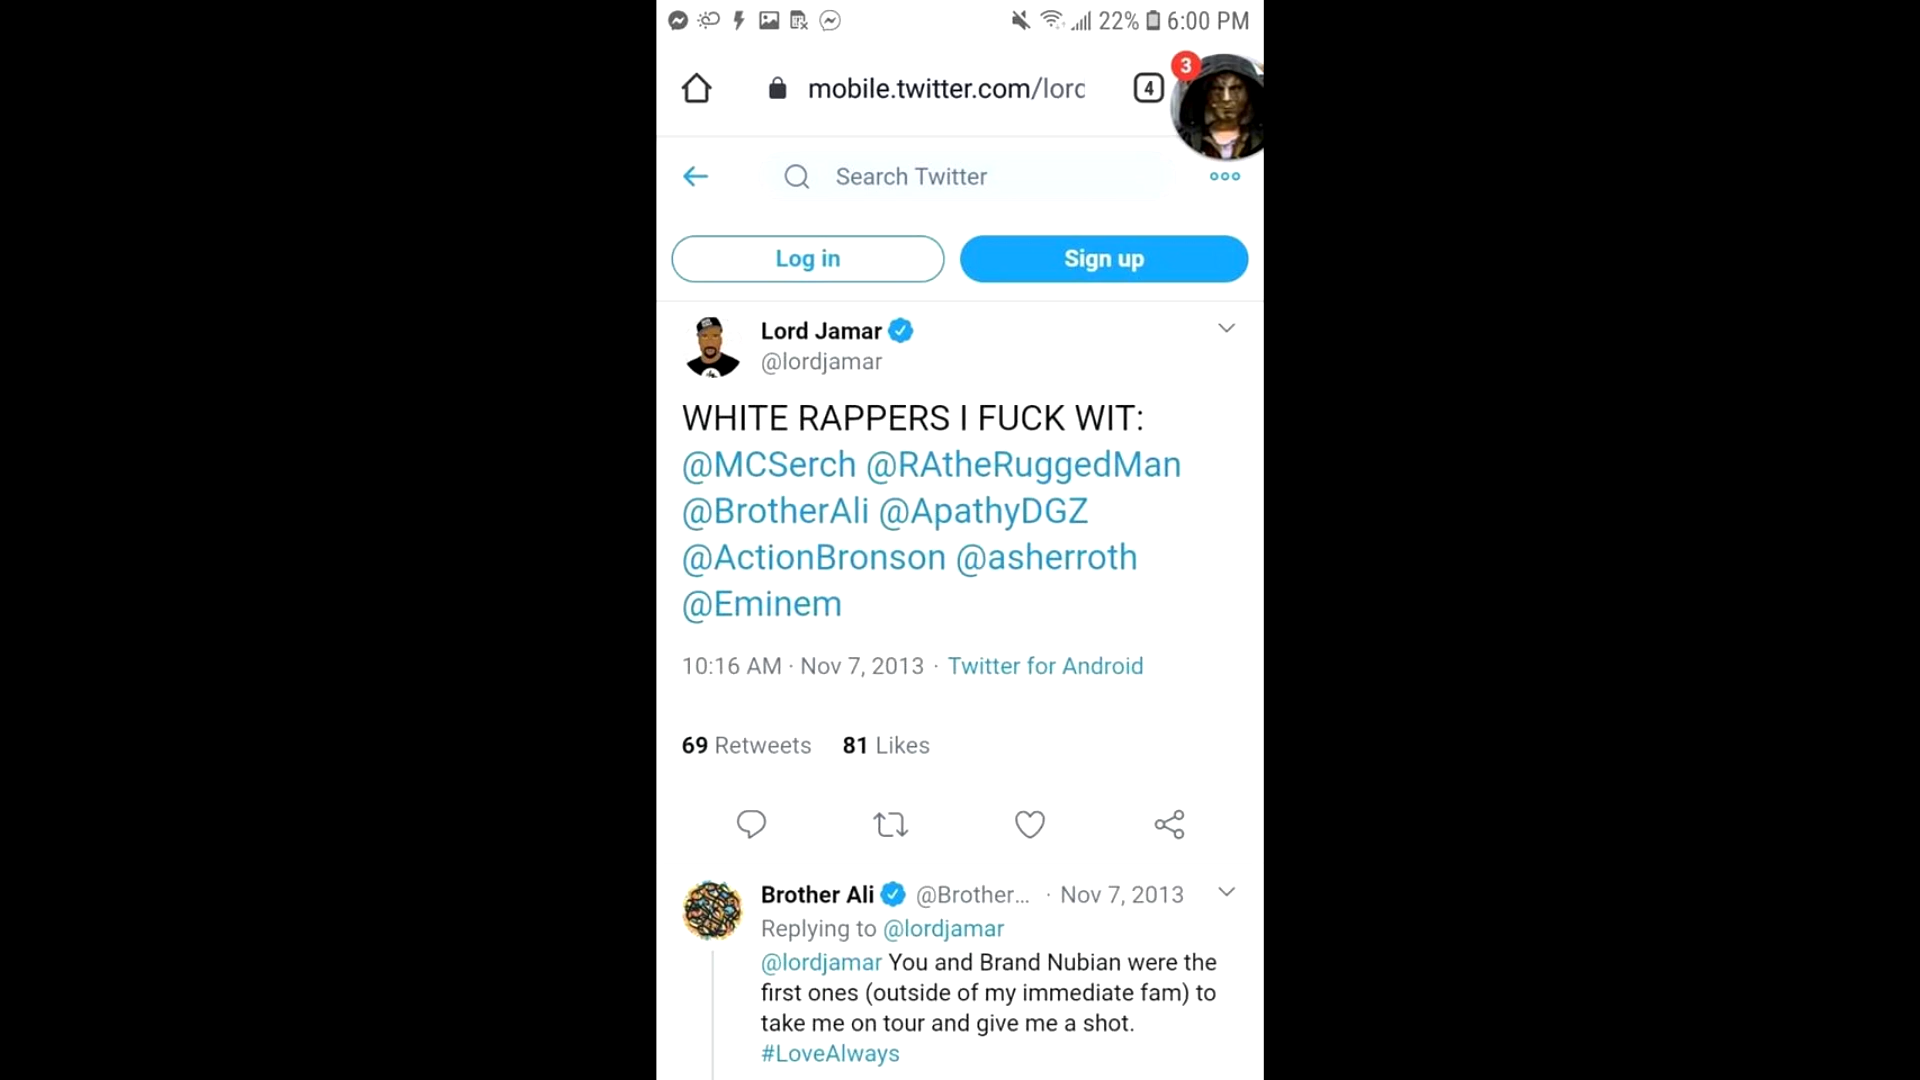 22% 6:00 PM
mobile.twitter.com/lord
4
3
Search Twitter
Log in
Sign up
Lord Jamar
@lordjamar
WHITE RAPPERS I FUCK WIT:
@MCSerch @RAtheRuggedMan
@BrotherAli @ApathyDGZ
@ActionBronson @asherroth
@Eminem
10:16 AM · Nov 7, 2013 · Twitter for Android
69 Retweets 81 Likes
Brother Ali @Brother... · Nov 7, 2013
Replying to @lordjamar
@lordjamar You and Brand Nubian were the
first ones (outside of my immediate fam) to
take me on tour and give me a shot.
#LoveAlways